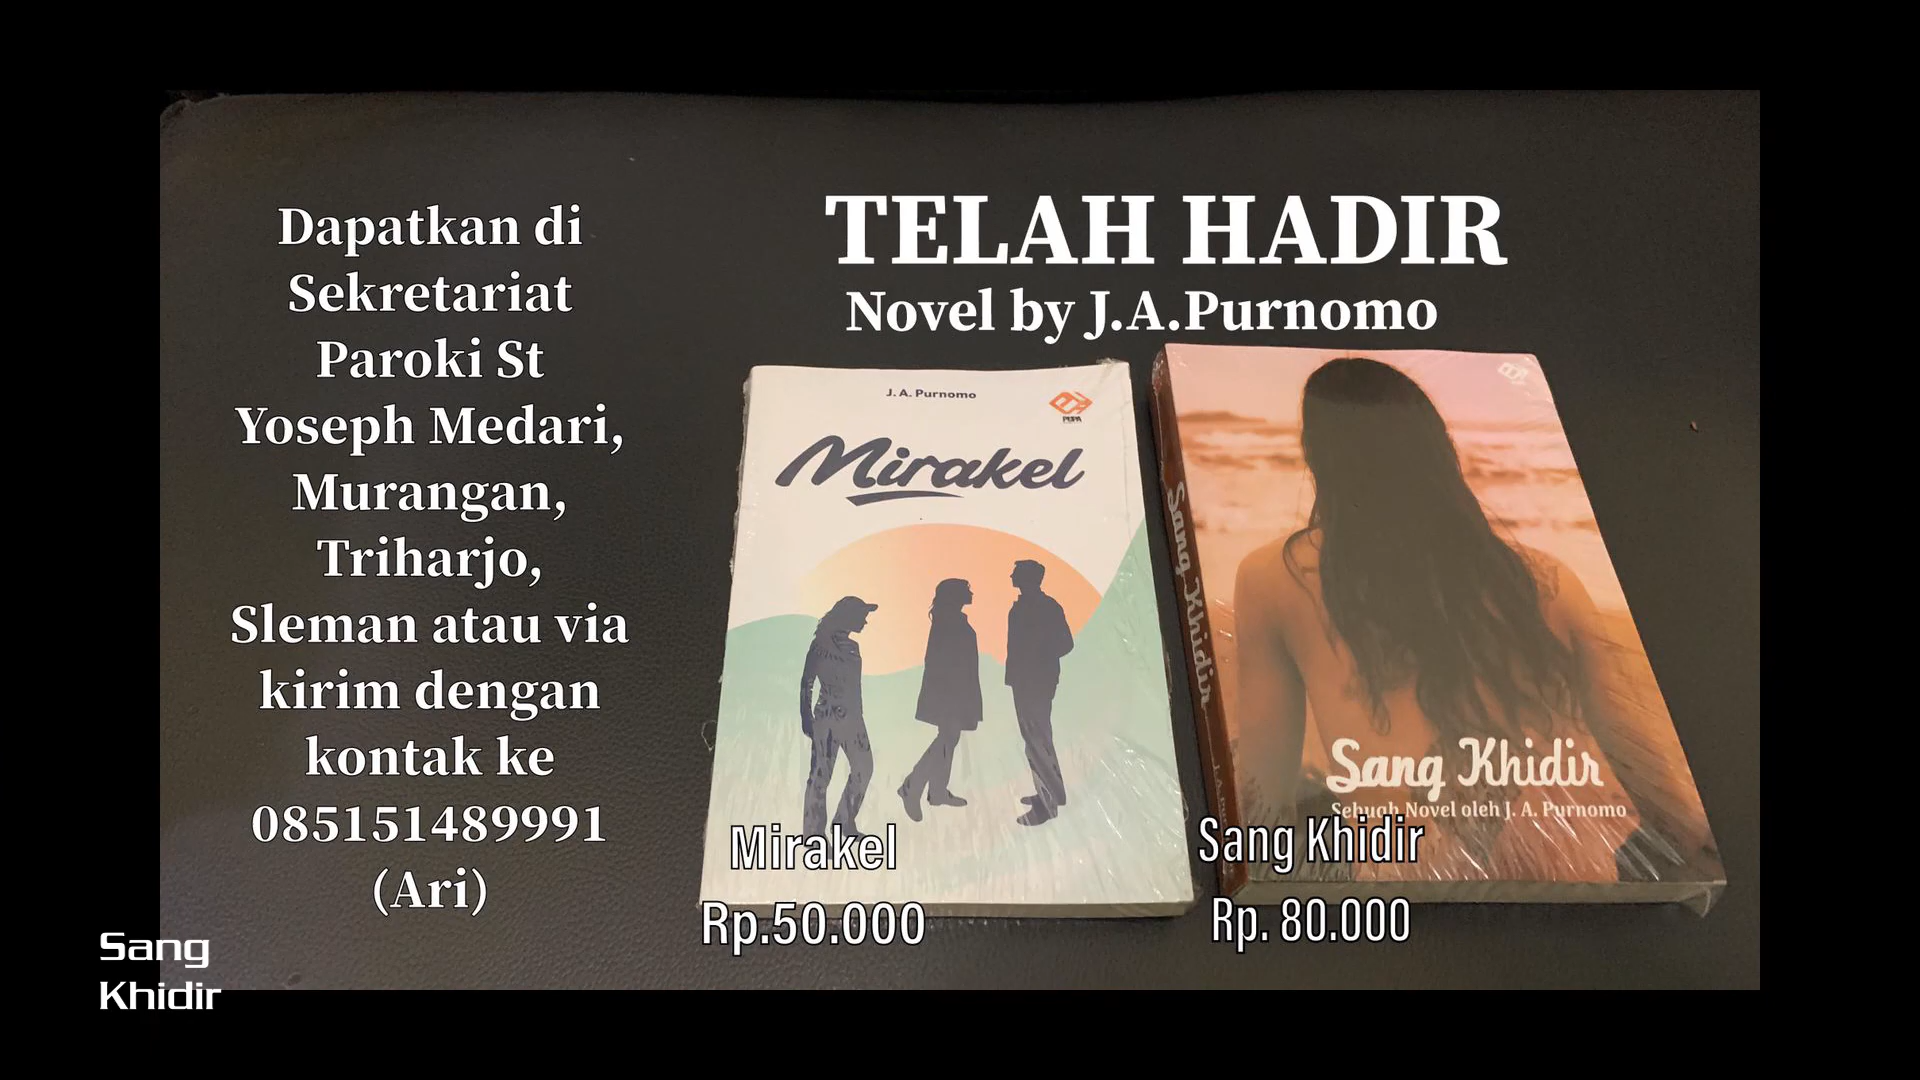 Dapatkan di
Sekretariat
Paroki St
Yoseph Medari,
Murangan,
Triharjo,
Sleman atau via
kirim dengan
kontak ke
085151489991
(Ari)
TELAH HADIR
Novel by J.A.Purnomo
J. A. Purnomo
Mirakel
Sang Khidir
Sang Khidir
Sebuah Novel oleh J. A. Purnomo
Mirakel
Rp.50.000
Sang Khidir
Rp. 80.000
Sang
Khidir